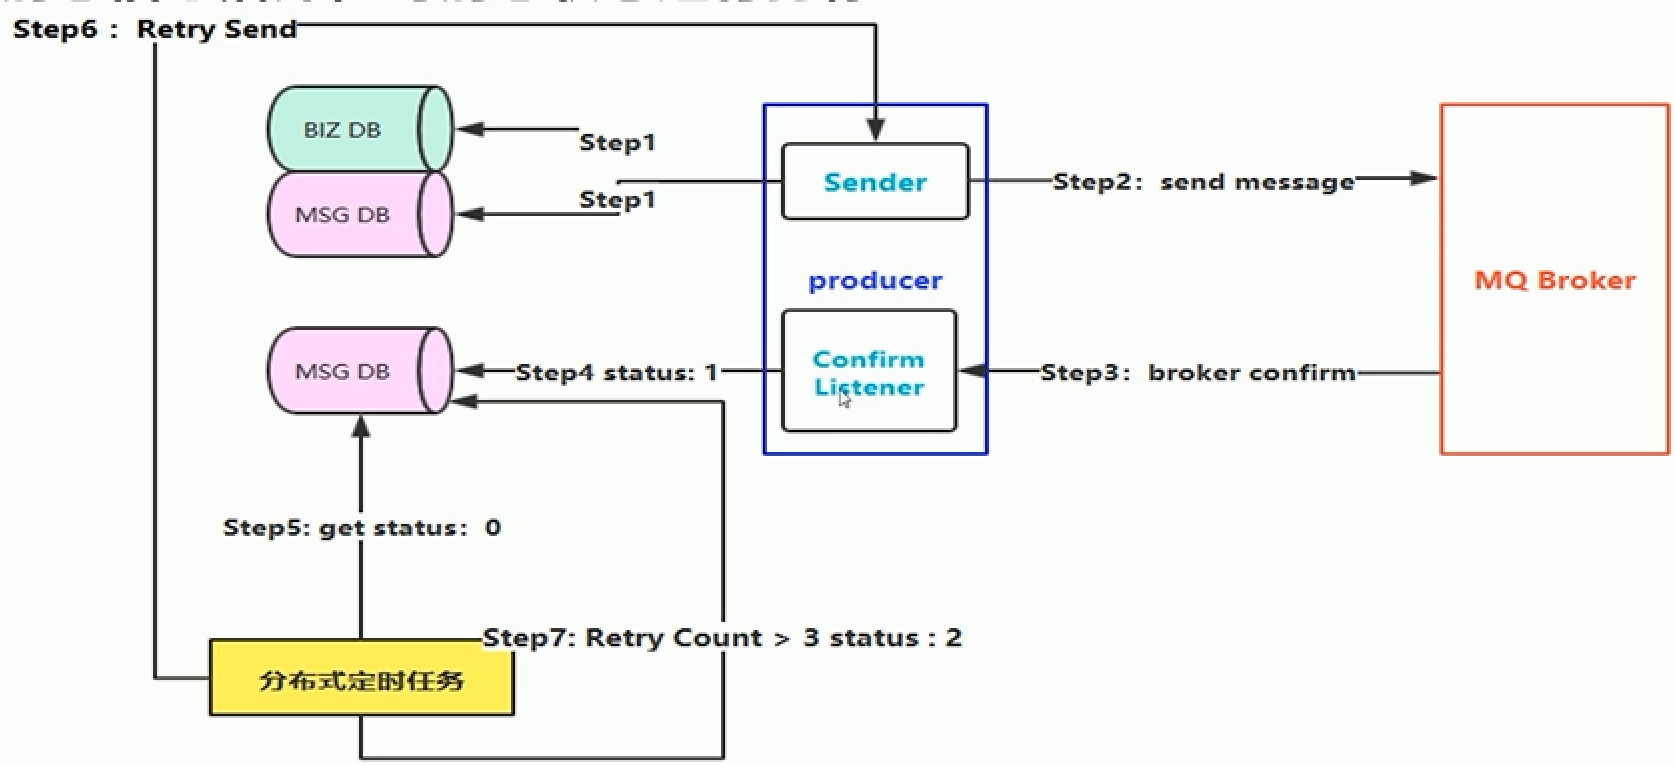 Step6： Retry Send
BIZ DB
Step1
MSG DB
Step1
Sender
Step2：send message
producer
MQ Broker
MSG DB
Step4 status: 1
Confirm
Listener
Step3：broker confirm
Step5: get status：0
Step7: Retry Count > 3 status : 2
分布式定时任务